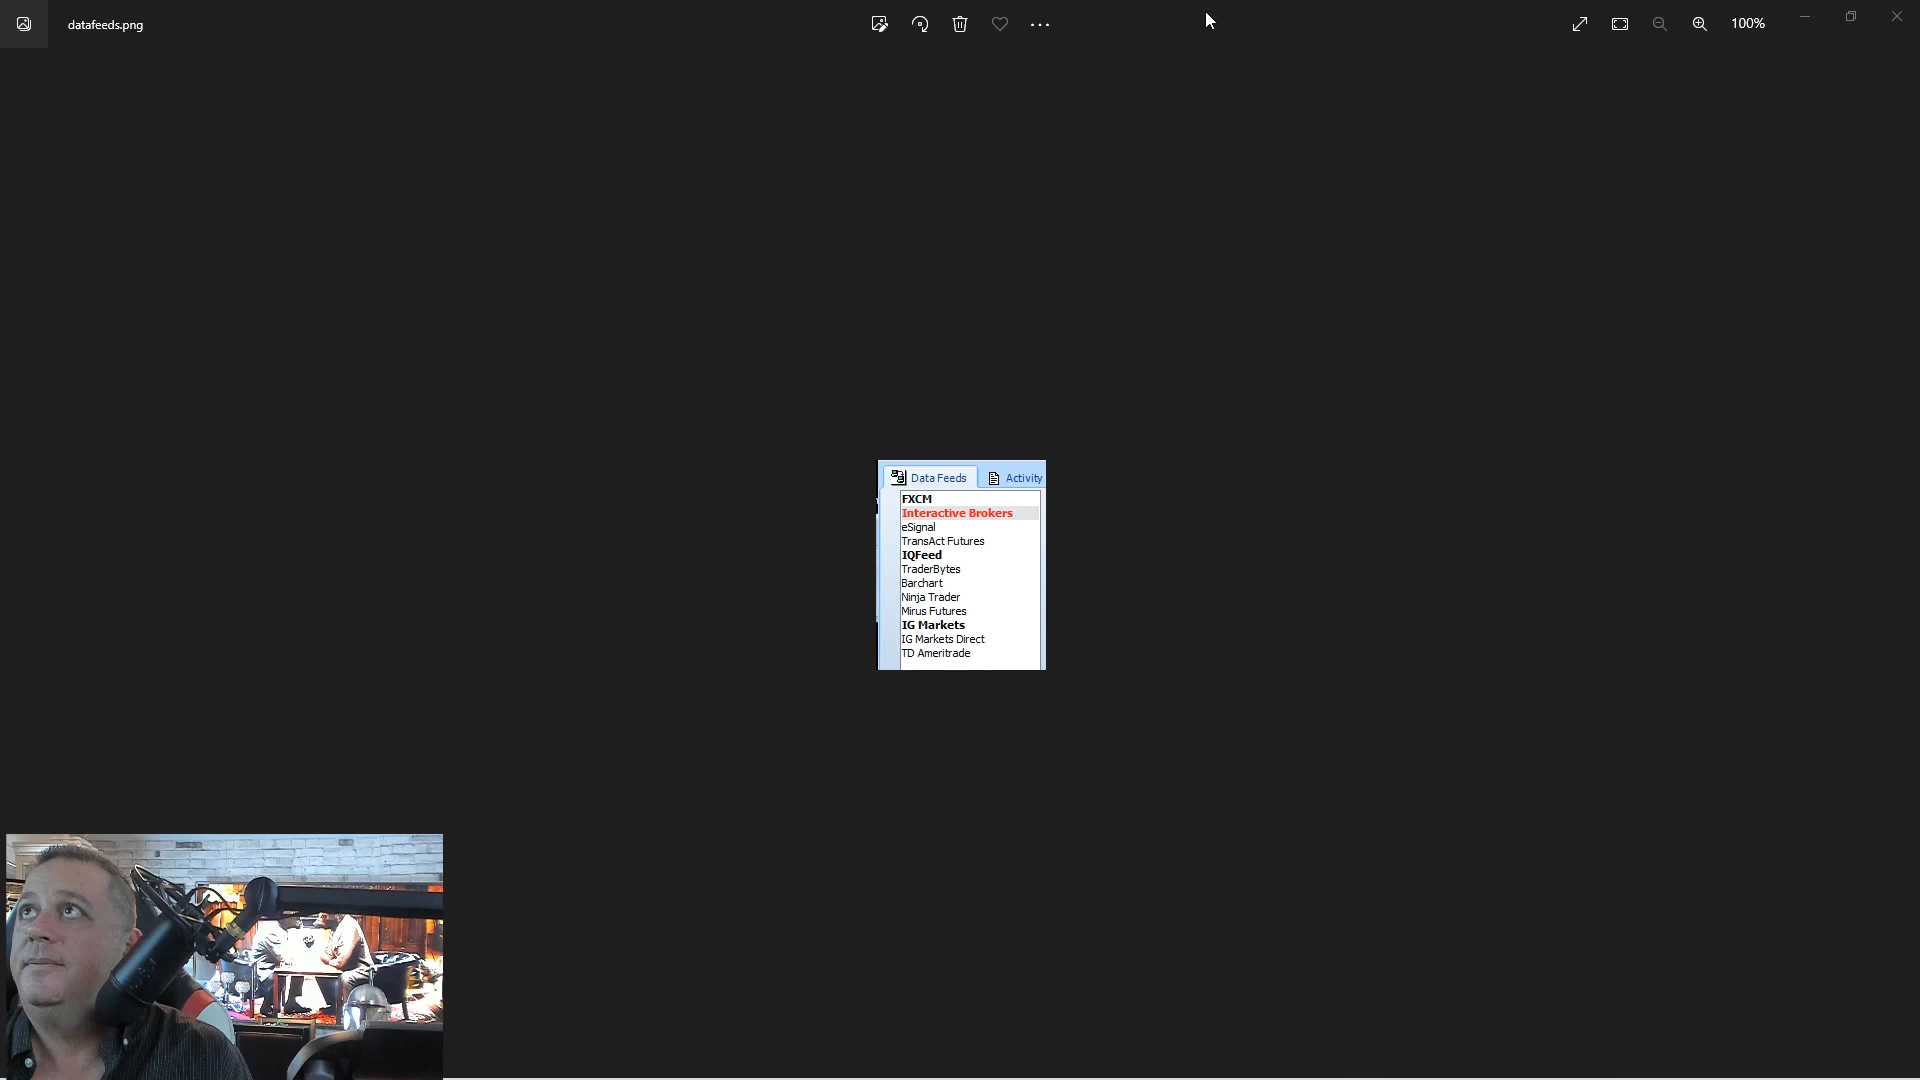 datafeeds.png
100%
Data Feeds
Activity
FXCM
Interactive Brokers
eSignal
TransAct Futures
IQFeed
TraderBytes
Barchart
Ninja Trader
Mirus Futures
IG Markets
IG Markets Direct
TD Ameritrade